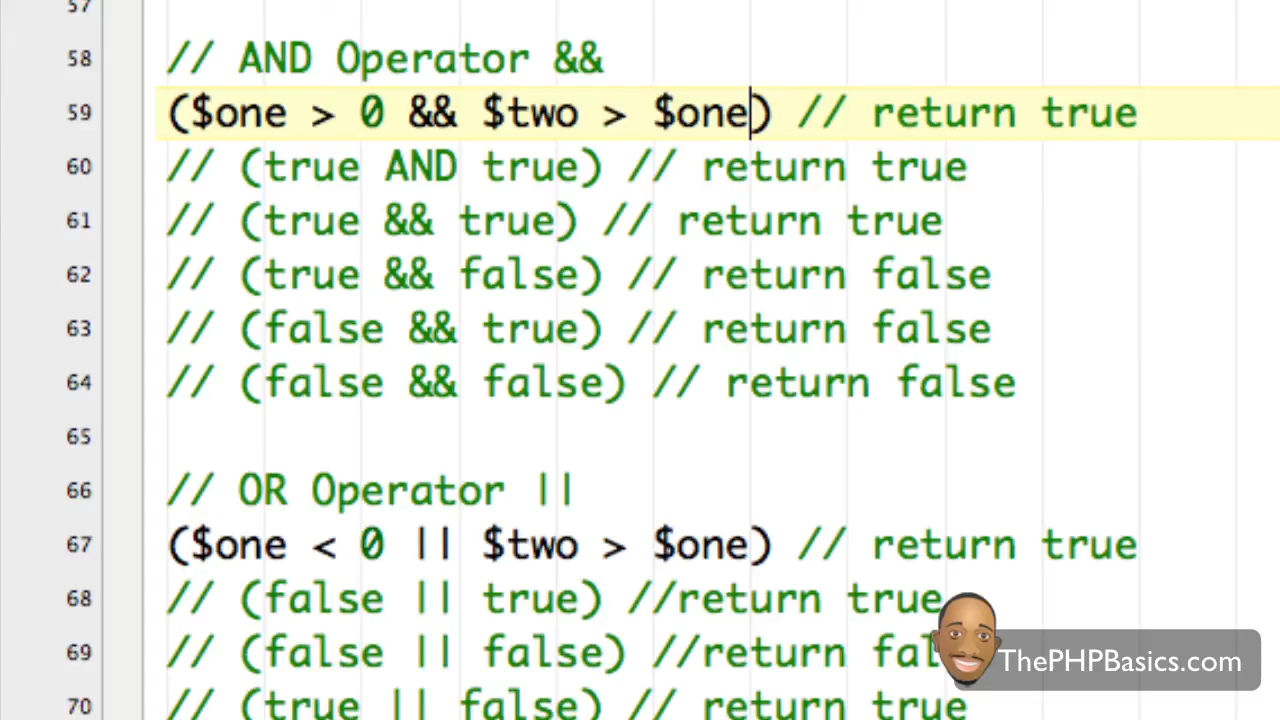 57
58 // AND Operator &&
59 ($one > 0 && $two > $one) // return true
60 // (true AND true) // return true
61 // (true && true) // return true
62 // (true && false) // return false
63 // (false && true) // return false
64 // (false && false) // return false
65
66 // OR Operator ||
67 ($one < 0 || $two > $one) // return true
68 // (false || true) //return true
69 // (false || false) //return fal
70 // (true || false) // return true
ThePHPBasics.com